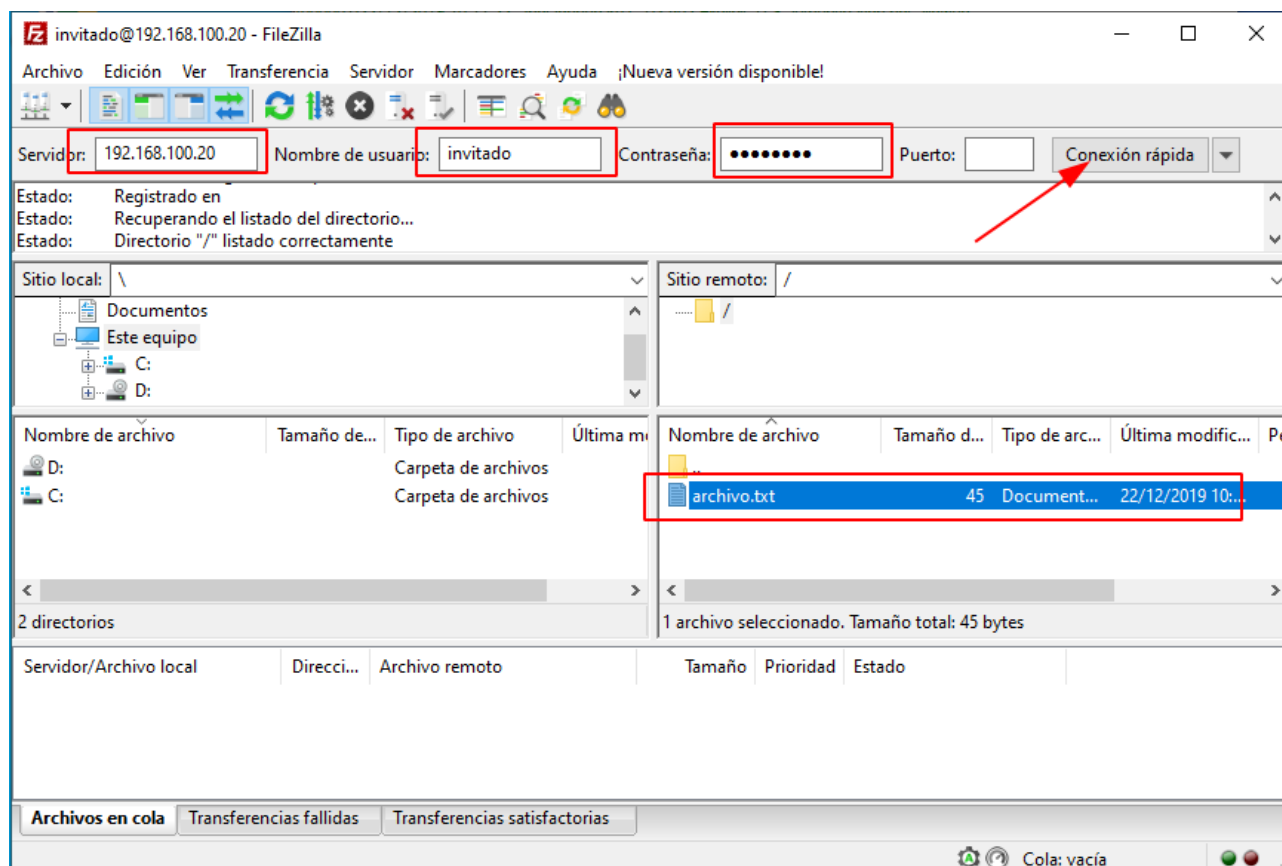 invitado@192.168.100.20 - FileZilla
Archivo Edición Ver Transferencia Servidor Marcadores Ayuda ¡Nueva versión disponible!
Servidor: 192.168.100.20 Nombre de usuario: invitado Contraseña: ●●●●●●●● Puerto: Conexión rápida
Estado: Registrado en
Estado: Recuperando el listado del directorio...
Estado: Directorio "/" listado correctamente
Sitio local: \ Sitio remoto: /
Documentos /
Este equipo
C:
D:
Nombre de archivo Tamaño de... Tipo de archivo Última m Nombre de archivo Tamaño d... Tipo de arc... Última modific... P
D: Carpeta de archivos ..
C: Carpeta de archivos archivo.txt 45 Document... 22/12/2019 10:...
2 directorios 1 archivo seleccionado. Tamaño total: 45 bytes
Servidor/Archivo local Direcci... Archivo remoto Tamaño Prioridad Estado
Archivos en cola Transferencias fallidas Transferencias satisfactorias
Cola: vacía